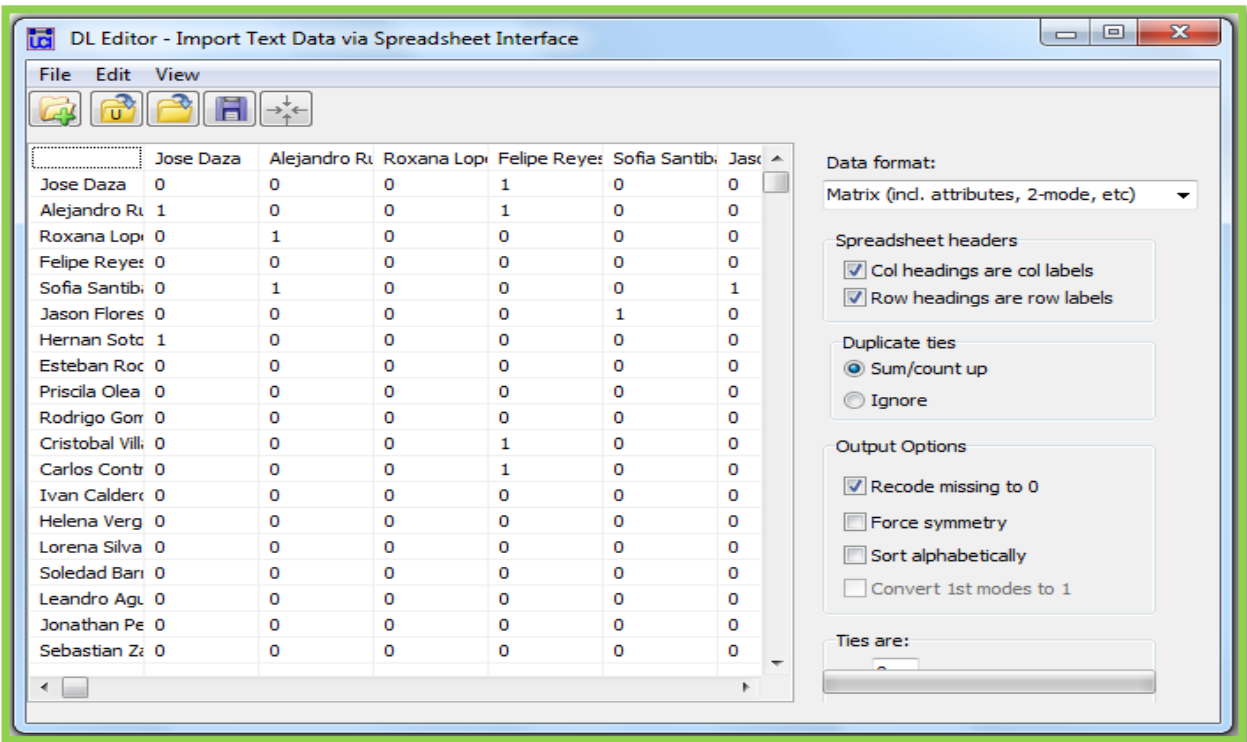 DL Editor - Import Text Data via Spreadsheet Interface
File Edit View
Jose Daza Alejandro Ru Roxana Lop Felipe Reyes Sofia Santiba Jaso
Jose Daza 0 0 0 1 0 0
Alejandro Ru 1 0 0 1 0 0
Roxana Lop 0 1 0 0 0 0
Felipe Reyes 0 0 0 0 0 0
Sofia Santiba 0 1 0 0 0 1
Jason Flores 0 0 0 0 1 0
Hernan Soto 1 0 0 0 0 0
Esteban Roc 0 0 0 0 0 0
Priscila Olea 0 0 0 0 0 0
Rodrigo Gom 0 0 0 0 0 0
Cristobal Villa 0 0 0 1 0 0
Carlos Contr 0 0 0 1 0 0
Ivan Caldero 0 0 0 0 0 0
Helena Verg 0 0 0 0 0 0
Lorena Silva 0 0 0 0 0 0
Soledad Barr 0 0 0 0 0 0
Leandro Agu 0 0 0 0 0 0
Jonathan Pe 0 0 0 0 0 0
Sebastian Za 0 0 0 0 0 0
Data format:
Matrix (incl. attributes, 2-mode, etc)
Spreadsheet headers
Col headings are col labels
Row headings are row labels
Duplicate ties
Sum/count up
Ignore
Output Options
Recode missing to 0
Force symmetry
Sort alphabetically
Convert 1st modes to 1
Ties are: